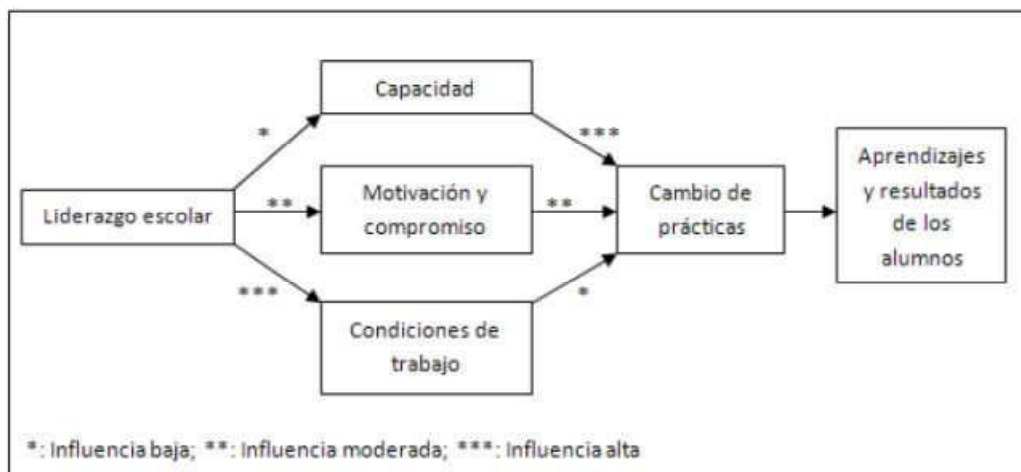 Capacidad
*
***
Liderazgo escolar
**
Motivación y
compromiso
**
Cambio de
prácticas
Aprendizajes
y resultados
de los
alumnos
***
*
Condiciones de
trabajo
*: Influencia baja; **: Influencia moderada; ***: Influencia alta